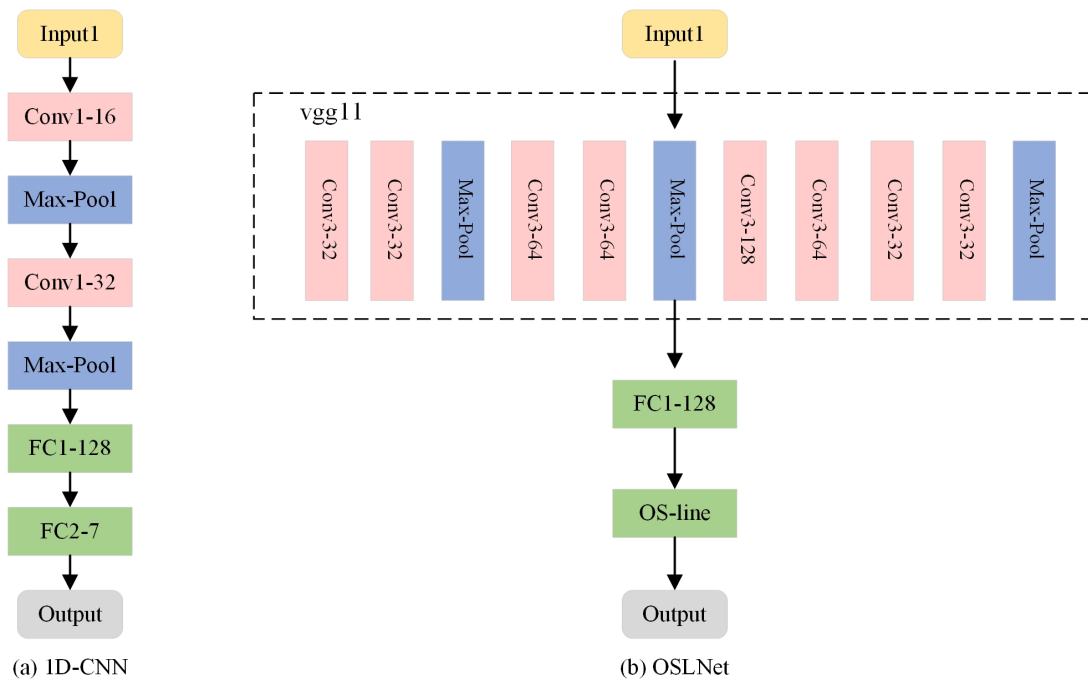 Input1
Conv1-16
Max-Pool
Conv1-32
Max-Pool
FC1-128
FC2-7
Output
(a) 1D-CNN
Input1
vgg11
Conv3-32
Conv3-32
Max-Pool
Conv3-64
Conv3-64
Max-Pool
Conv3-128
Conv3-64
Conv3-32
Conv3-32
Max-Pool
FC1-128
OS-line
Output
(b) OSLNet